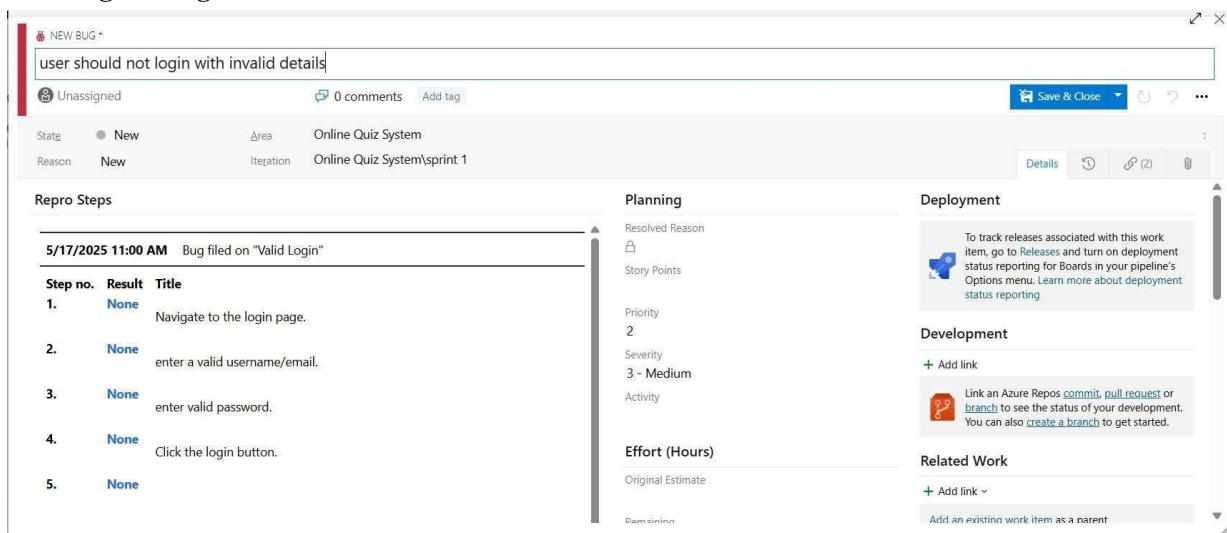 NEW BUG *
user should not login with invalid details
Unassigned
0 comments
Add tag
Save & Close
State
New
Area
Online Quiz System
Reason
New
Iteration
Online Quiz System\sprint 1
Details
(2)
Repro Steps
5/17/2025 11:00 AM Bug filed on "Valid Login"
Step no. Result Title
1. None
Navigate to the login page.
2. None
enter a valid username/email.
3. None
enter valid password.
4. None
Click the login button.
5. None
Planning
Resolved Reason
Story Points
Priority
2
Severity
3 - Medium
Activity
Effort (Hours)
Original Estimate
Remaining
Deployment
To track releases associated with this work
item, go to Releases and turn on deployment
status reporting for Boards in your pipeline's
Options menu. Learn more about deployment
status reporting
Development
+ Add link
Link an Azure Repos commit, pull request or
branch to see the status of your development.
You can also create a branch to get started.
Related Work
+ Add link
Add an existing work item as a parent